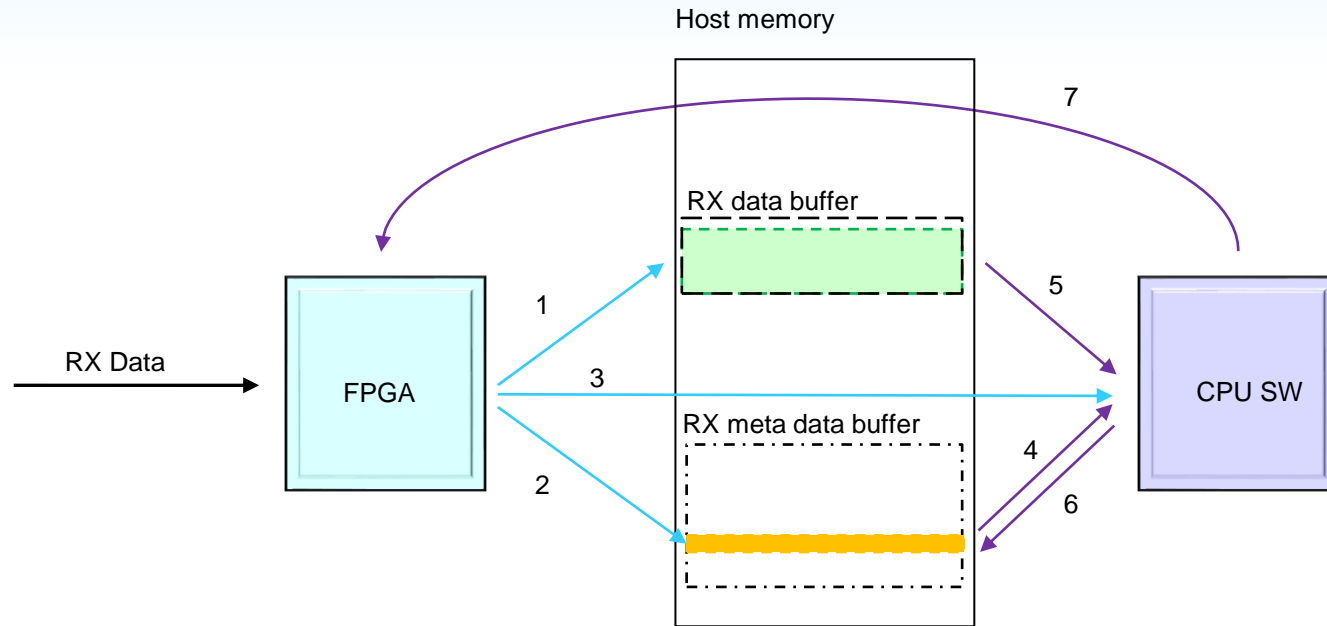 Host memory
7
RX data buffer
5
1
RX Data
3
FPGA
CPU SW
RX meta data buffer
4
2
6